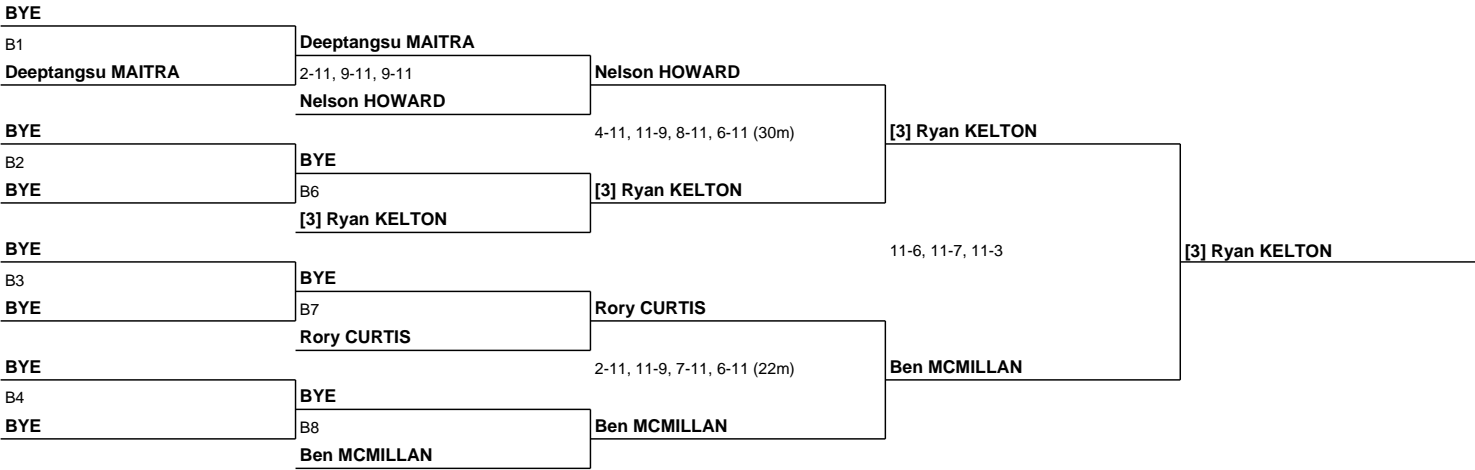 BYE
B1
Deeptangsu MAITRA
BYE
B2
BYE
BYE
B3
BYE
BYE
B4
BYE
Deeptangsu MAITRA
2-11, 9-11, 9-11
Nelson HOWARD
BYE
B6
[3] Ryan KELTON
BYE
B7
Rory CURTIS
BYE
B8
Ben MCMILLAN
Nelson HOWARD
4-11, 11-9, 8-11, 6-11 (30m)
[3] Ryan KELTON
Rory CURTIS
2-11, 11-9, 7-11, 6-11 (22m)
Ben MCMILLAN
[3] Ryan KELTON
11-6, 11-7, 11-3
Ben MCMILLAN
[3] Ryan KELTON